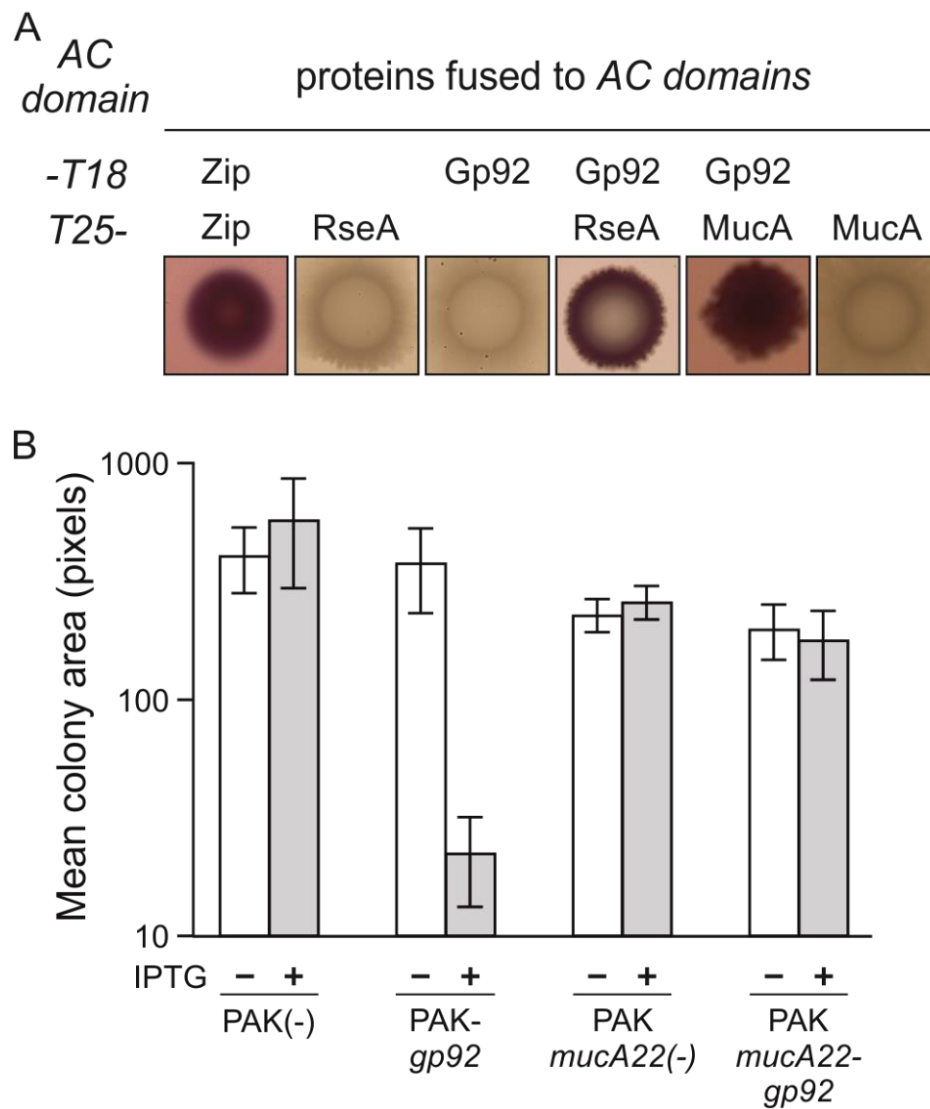 A
AC
domain
proteins fused to AC domains
-T18 Zip Gp92 Gp92 Gp92
T25- Zip RseA RseA MucA MucA
B
Mean colony area (pixels)
1000
100
10
IPTG − + − + − + − +
PAK(-) PAK- PAK PAK
gp92 mucA22(-) mucA22-
gp92